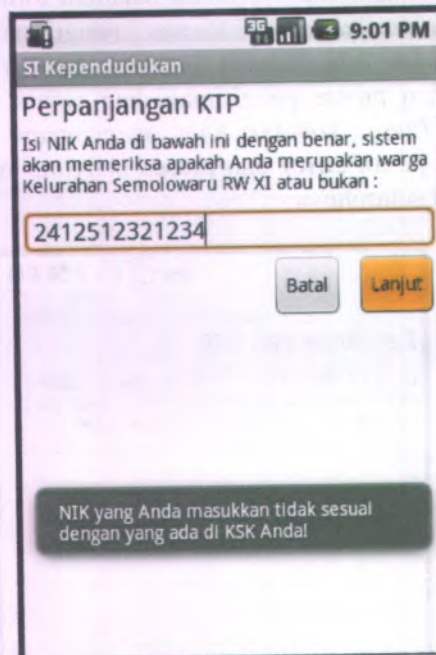 3G 9:01 PM
SI Kependudukan
Perpanjangan KTP
Isi NIK Anda di bawah ini dengan benar, sistem
akan memeriksa apakah Anda merupakan warga
Kelurahan Semolowaru RW XI atau bukan :
2412512321234
Batal Lanjut
NIK yang Anda masukkan tidak sesuai
dengan yang ada di KSK Anda!